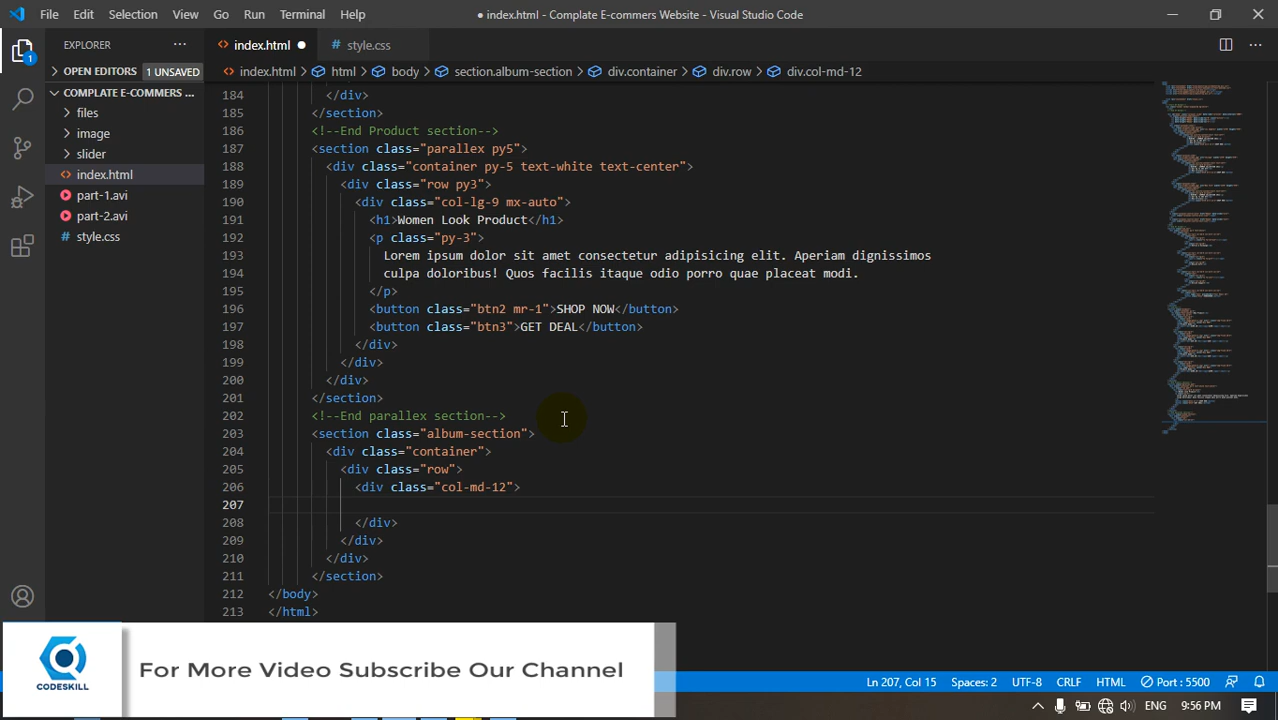 File Edit Selection View Go Run Terminal Help
● index.html - Complate E-commers Website - Visual Studio Code
EXPLORER
index.html
style.css
OPEN EDITORS 1 UNSAVED
index.html > html > body > section.album-section > div.container > div.row > div.col-md-12
COMPLATE E-COMMERS ...
files
image
slider
index.html
part-1.avi
part-2.avi
style.css
1
184 </div>
185 </section>
186 <!--End Product section-->
187 <section class="parallex py5">
188 <div class="container py-5 text-white text-center">
189 <div class="row py3">
190 <div class="col-lg-9 mx-auto">
191 <h1>Women Look Product</h1>
192 <p class="py-3">
193 Lorem ipsum dolor sit amet consectetur adipisicing elit. Aperiam dignissimos
194 culpa doloribus! Quos facilis itaque odio porro quae placeat modi.
195 </p>
196 <button class="btn2 mr-1">SHOP NOW</button>
197 <button class="btn3">GET DEAL</button>
198 </div>
199 </div>
200 </div>
201 </section>
202 <!--End parallex section-->
203 <section class="album-section">
204 <div class="container">
205 <div class="row">
206 <div class="col-md-12">
207
208 </div>
209 </div>
210 </div>
211 </section>
212 </body>
213 </html>
CODESKILL
For More Video Subscribe Our Channel
Ln 207, Col 15 Spaces: 2 UTF-8 CRLF HTML Port : 5500
ENG 9:56 PM